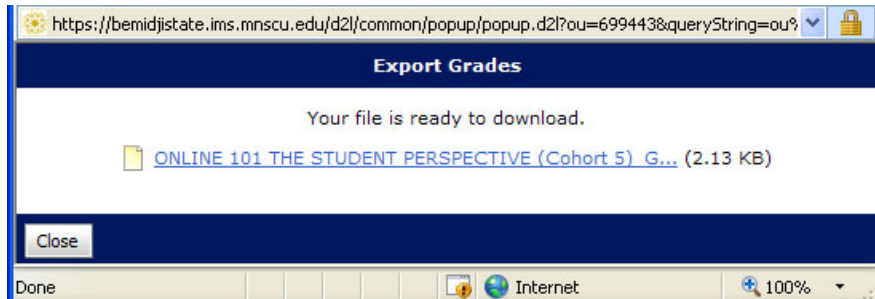 https://bemidjistate.ims.mnscu.edu/d2l/common/popup/popup.d2l?ou=699443&queryString=ou%
Export Grades
Your file is ready to download.
ONLINE 101 THE STUDENT PERSPECTIVE (Cohort 5)_G... (2.13 KB)
Close
Done Internet 100%